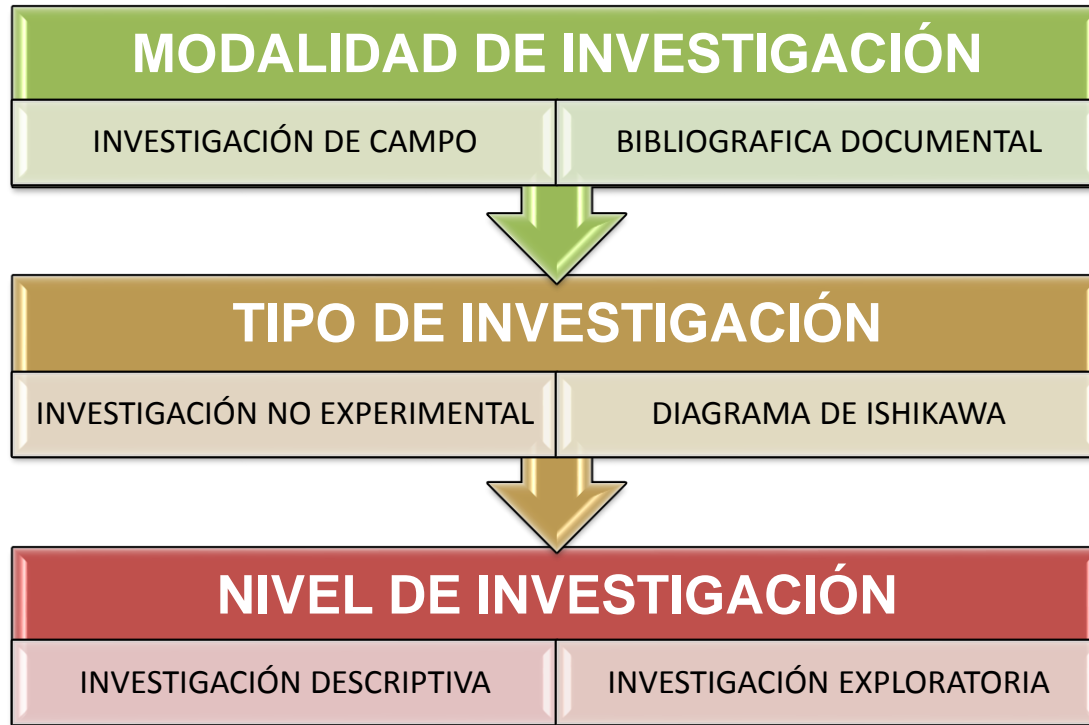 MODALIDAD DE INVESTIGACIÓN
INVESTIGACIÓN DE CAMPO
BIBLIOGRAFICA DOCUMENTAL
TIPO DE INVESTIGACIÓN
INVESTIGACIÓN NO EXPERIMENTAL
DIAGRAMA DE ISHIKAWA
NIVEL DE INVESTIGACIÓN
INVESTIGACIÓN DESCRIPTIVA
INVESTIGACIÓN EXPLORATORIA